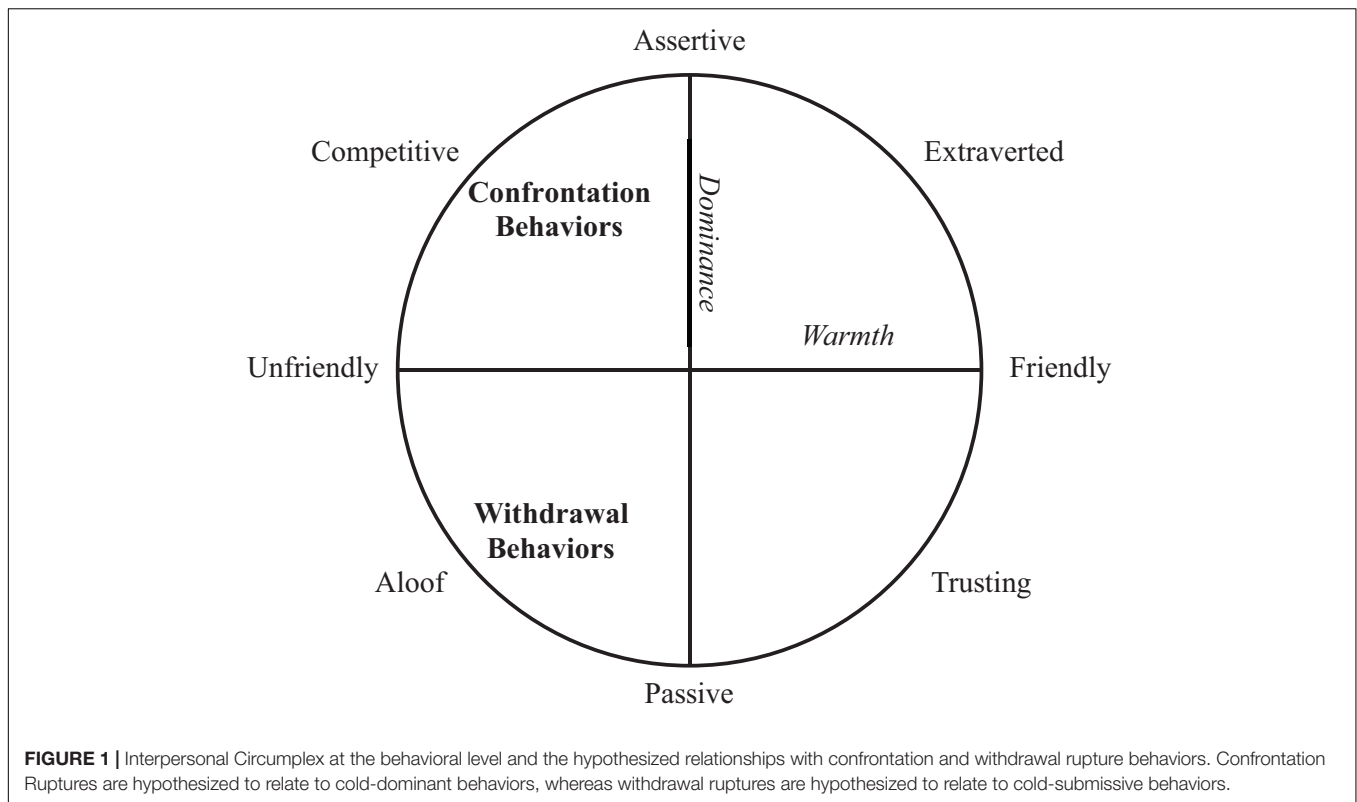 Assertive
Competitive
Extraverted
Confrontation
Behaviors
Dominance
Warmth
Unfriendly
Friendly
Withdrawal
Behaviors
Aloof
Trusting
Passive
FIGURE 1 | Interpersonal Circumplex at the behavioral level and the hypothesized relationships with confrontation and withdrawal rupture behaviors. Confrontation
Ruptures are hypothesized to relate to cold-dominant behaviors, whereas withdrawal ruptures are hypothesized to relate to cold-submissive behaviors.